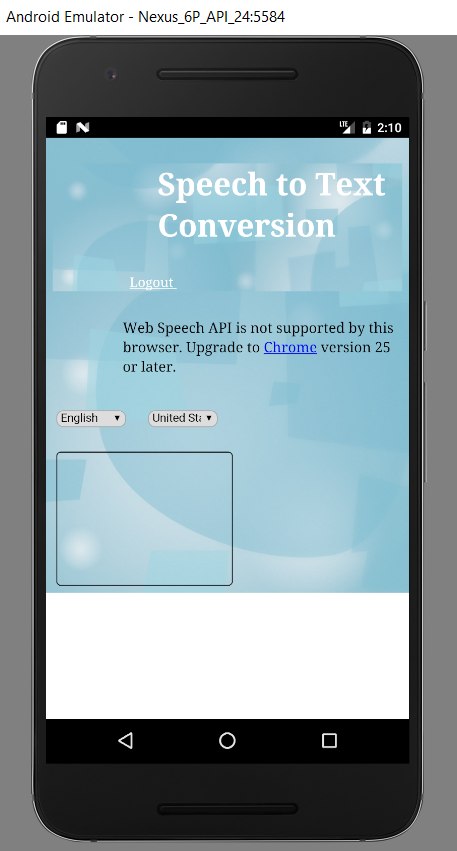 Android Emulator - Nexus_6P_API_24:5584
LTE 2:10
Speech to Text
Conversion
Logout
Web Speech API is not supported by this
browser. Upgrade to Chrome version 25
or later.
English United Sta